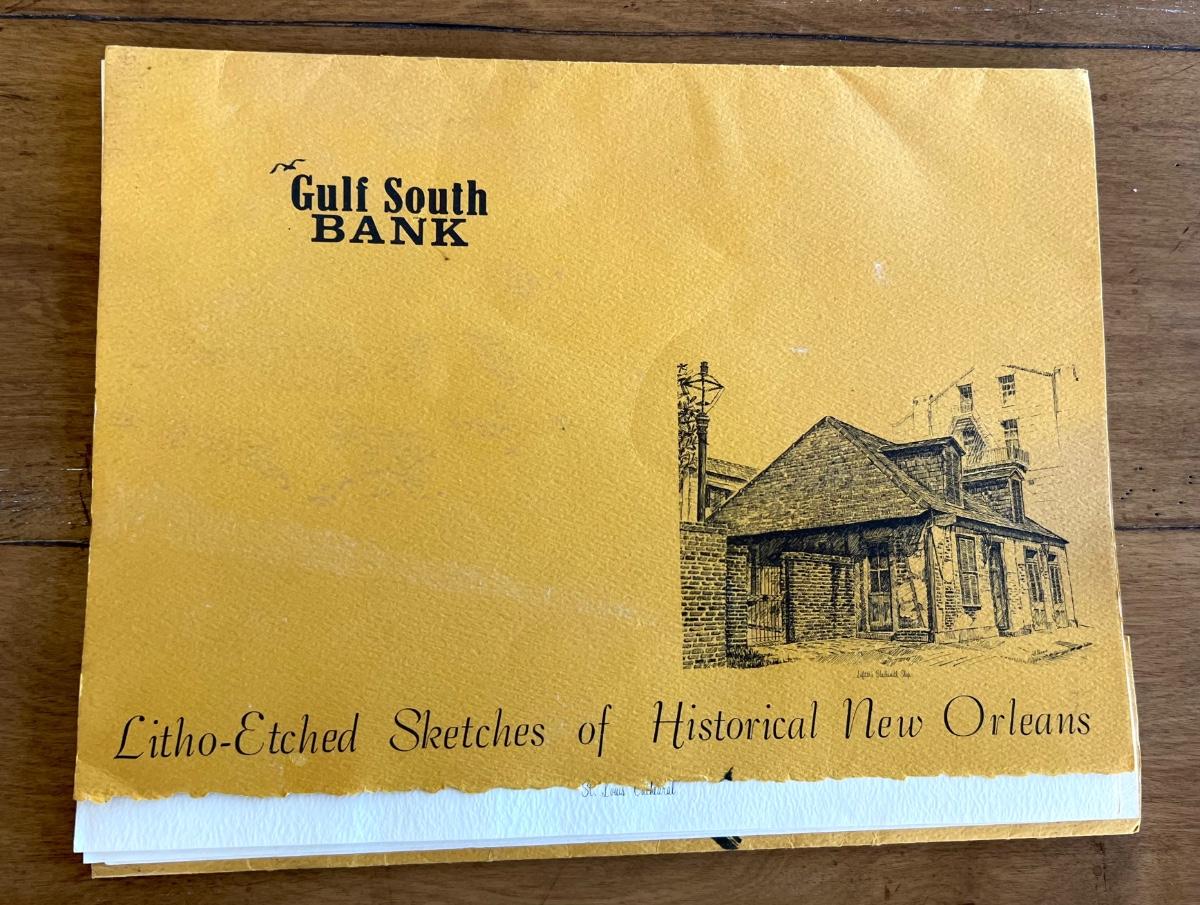 Gulf South
BANK
Lafitte's Blacksmith Shop
Litho-Etched Sketches of Historical New Orleans
St. Louis Cathedral